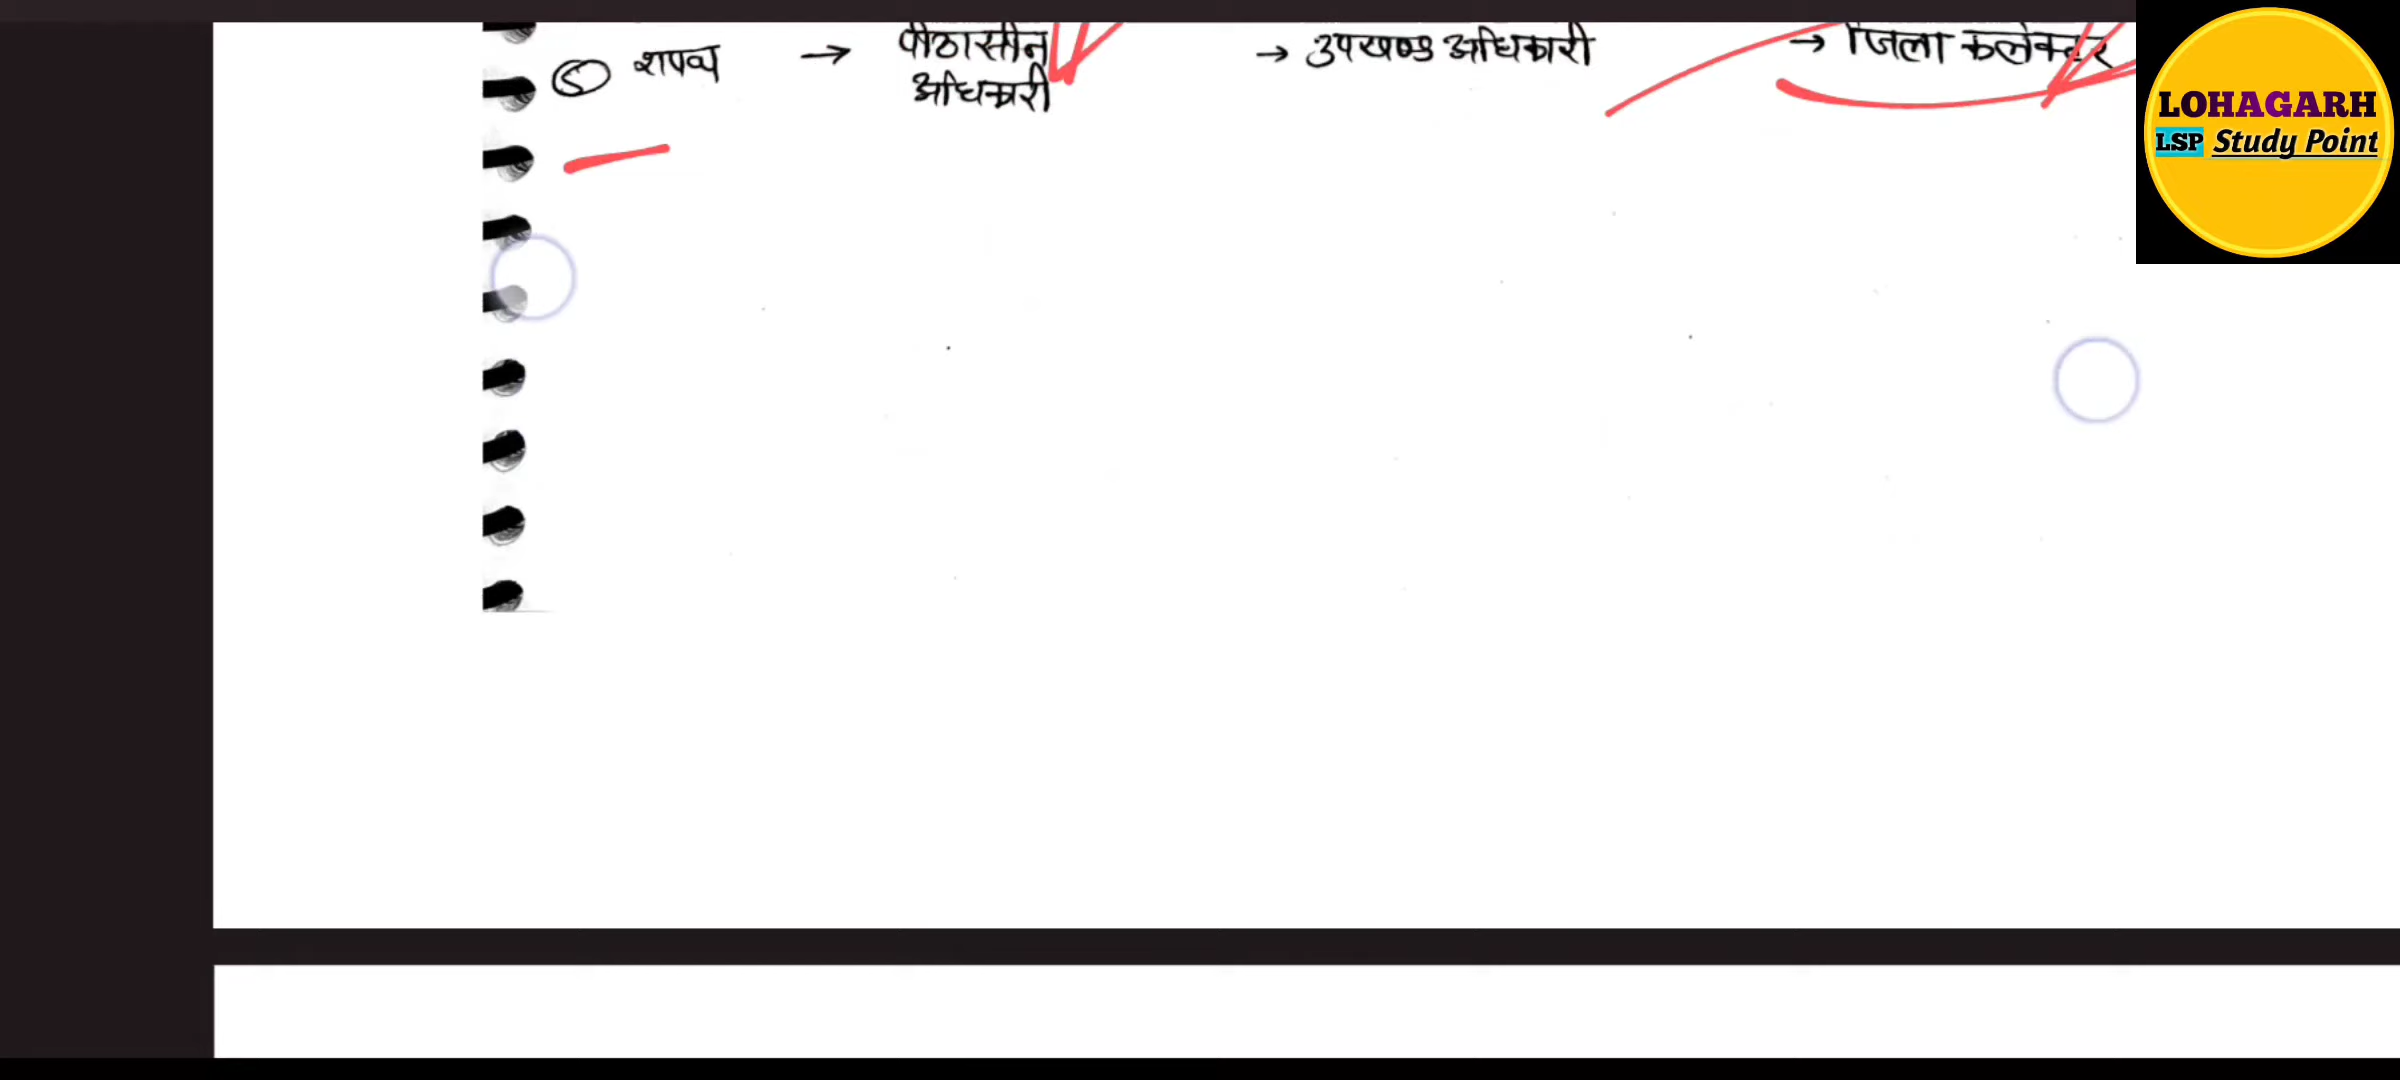 ⑤ शपथ → पीठासीन अधिकारी → उपखण्ड अधिकारी → जिला कलेक्टर
LOHAGARH
LSP Study Point